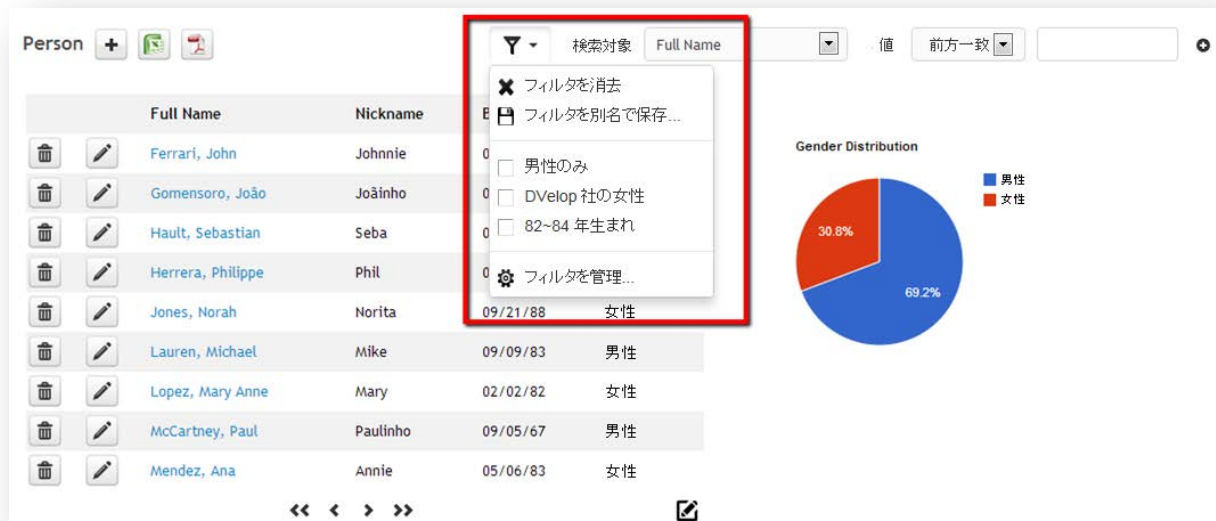 Person 検索対象 Full Name 値 前方一致
フィルタを消去
フィルタを別名で保存...
男性のみ
DVelop 社の女性
82~84 年生まれ
フィルタを管理...
Full Name Nickname
Ferrari, John Johnnie
Gomensoro, João Joãinho
Hault, Sebastian Seba
Herrera, Philippe Phil
Jones, Norah Norita 09/21/88 女性
Lauren, Michael Mike 09/09/83 男性
Lopez, Mary Anne Mary 02/02/82 女性
McCartney, Paul Paulinho 09/05/67 男性
Mendez, Ana Annie 05/06/83 女性
Gender Distribution
男性
女性
30.8%
69.2%